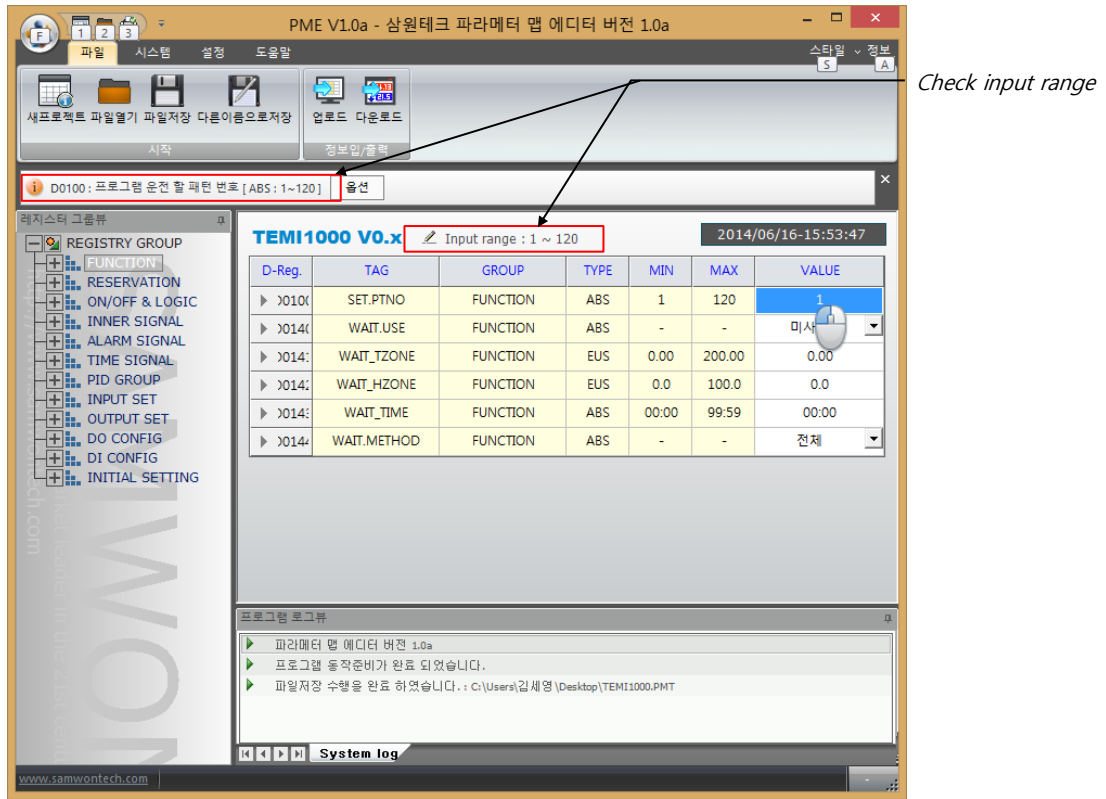 PME V1.0a - 삼원테크 파라메터 맵 에디터 버전 1.0a
F
1 2 3
파일 시스템 설정 도움말
스타일 정보
S A
Check input range
새프로젝트 파일열기 파일저장 다른이름으로저장 업로드 다운로드
시작 정보입/출력
D0100 : 프로그램 운전 할 패턴 번호 [ ABS : 1~120 ] 옵션
레지스터 그룹뷰
REGISTRY GROUP
FUNCTION
RESERVATION
ON/OFF & LOGIC
INNER SIGNAL
ALARM SIGNAL
TIME SIGNAL
PID GROUP
INPUT SET
OUTPUT SET
DO CONFIG
DI CONFIG
INITIAL SETTING
SAMWON
TEMI1000 V0.x Input range : 1 ~ 120 2014/06/16-15:53:47
D-Reg. TAG GROUP TYPE MIN MAX VALUE
SET.PTNO FUNCTION ABS 1 120 1
WAIT.USE FUNCTION ABS - -
WAIT_TZONE FUNCTION EUS 0.00 200.00 0.00
WAIT_HZONE FUNCTION EUS 0.0 100.0 0.0
WAIT_TIME FUNCTION ABS 00:00 99:59 00:00
WAIT.METHOD FUNCTION ABS - - 전체
프로그램 로그뷰
파라메터 맵 에디터 버전 1.0a
프로그램 동작준비가 완료 되었습니다.
파일저장 수행을 완료 하였습니다. : C:\Users\김세영\Desktop\TEMI1000.PMT
System log
www.samwontech.com